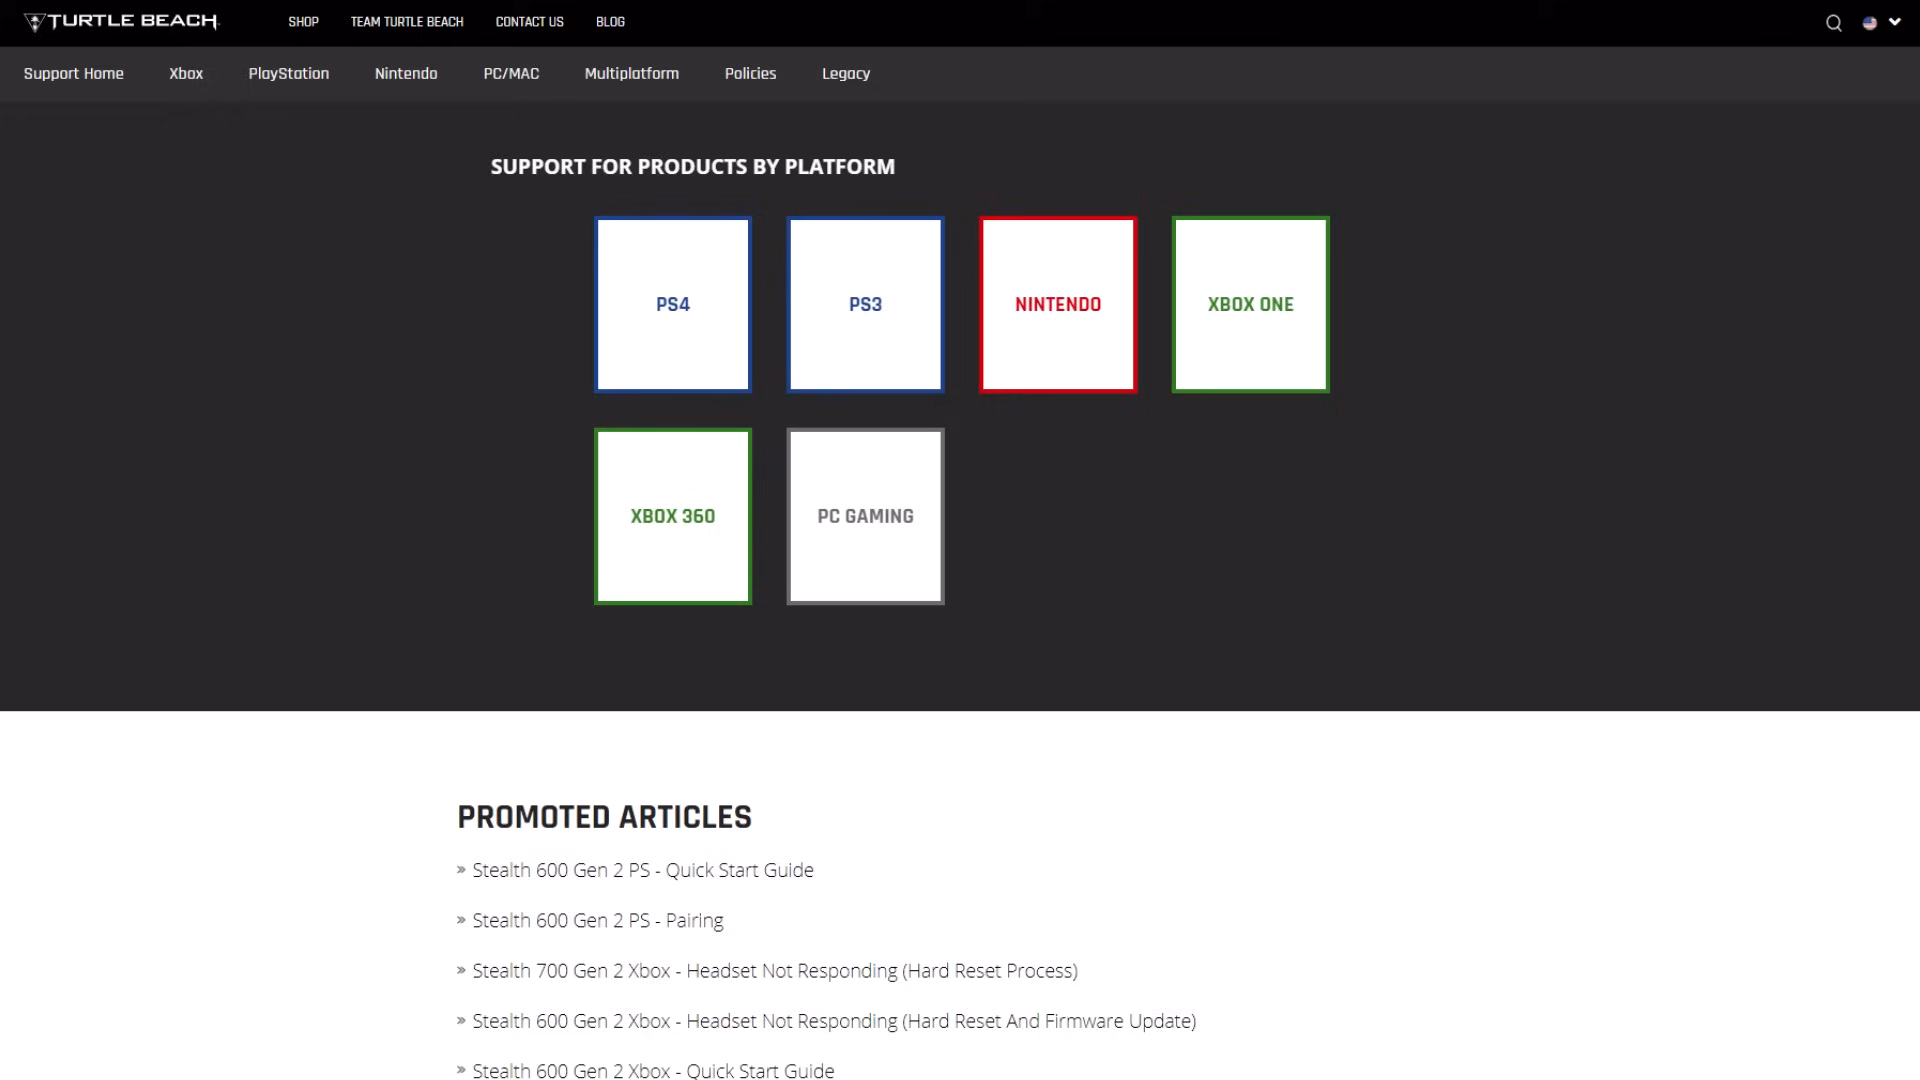 TURTLE BEACH
SHOP TEAM TURTLE BEACH CONTACT US BLOG
Support Home Xbox PlayStation Nintendo PC/MAC Multiplatform Policies Legacy
SUPPORT FOR PRODUCTS BY PLATFORM
PS4 PS3 NINTENDO XBOX ONE
XBOX 360 PC GAMING
PROMOTED ARTICLES
» Stealth 600 Gen 2 PS - Quick Start Guide
» Stealth 600 Gen 2 PS - Pairing
» Stealth 700 Gen 2 Xbox - Headset Not Responding (Hard Reset Process)
» Stealth 600 Gen 2 Xbox - Headset Not Responding (Hard Reset And Firmware Update)
» Stealth 600 Gen 2 Xbox - Quick Start Guide